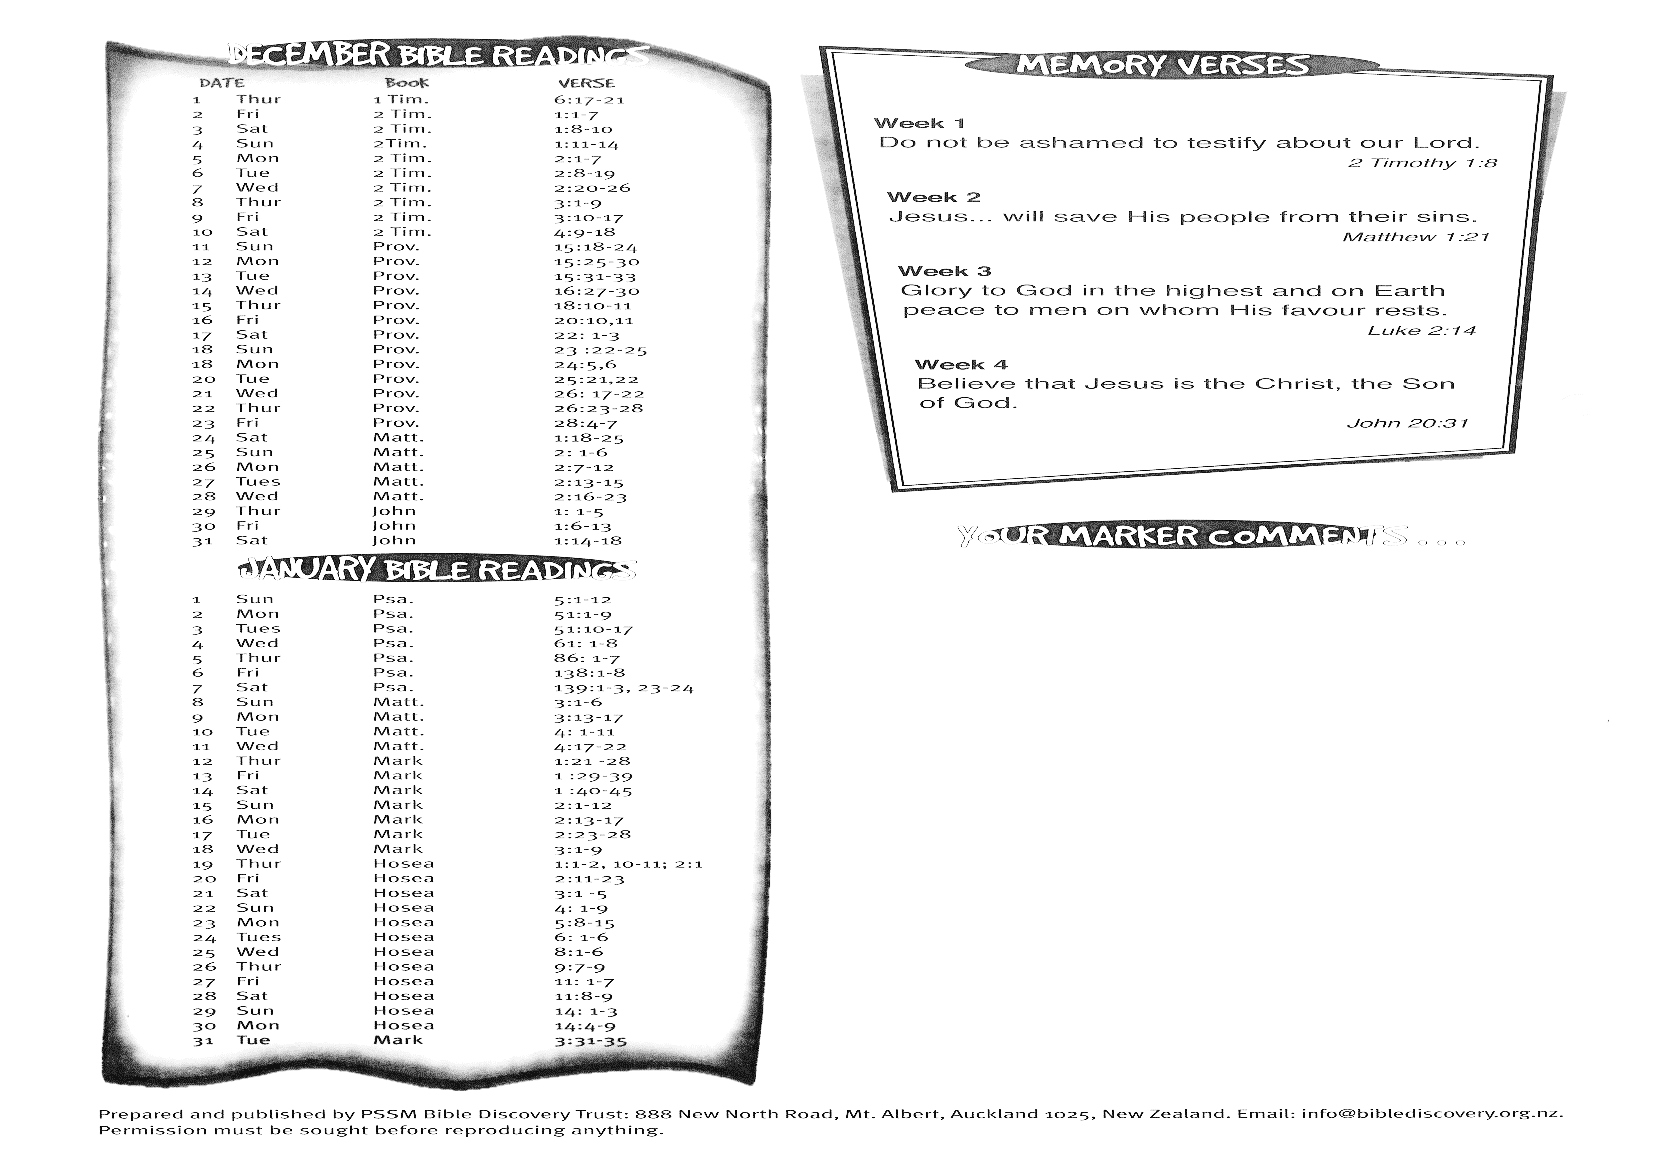 DECEMBER BIBLE READINGS
DATE Book VERSE
1 Thur 1 Tim. 6:17-21
2 Fri 2 Tim. 1:1-7
3 Sat 2 Tim. 1:8-10
4 Sun 2Tim. 1:11-14
5 Mon 2 Tim. 2:1-7
6 Tue 2 Tim. 2:8-19
7 Wed 2 Tim. 2:20-26
8 Thur 2 Tim. 3:1-9
9 Fri 2 Tim. 3:10-17
10 Sat 2 Tim. 4:9-18
11 Sun Prov. 15:18-24
12 Mon Prov. 15:25-30
13 Tue Prov. 15:31-33
14 Wed Prov. 16:27-30
15 Thur Prov. 18:10-11
16 Fri Prov. 20:10,11
17 Sat Prov. 22: 1-3
18 Sun Prov. 23 :22-25
18 Mon Prov. 24:5,6
20 Tue Prov. 25:21,22
21 Wed Prov. 26: 17-22
22 Thur Prov. 26:23-28
23 Fri Prov. 28:4-7
24 Sat Matt. 1:18-25
25 Sun Matt. 2: 1-6
26 Mon Matt. 2:7-12
27 Tues Matt. 2:13-15
28 Wed Matt. 2:16-23
29 Thur John 1: 1-5
30 Fri John 1:6-13
31 Sat John 1:14-18
JANUARY BIBLE READINGS
1 Sun Psa. 5:1-12
2 Mon Psa. 51:1-9
3 Tues Psa. 51:10-17
4 Wed Psa. 61: 1-8
5 Thur Psa. 86: 1-7
6 Fri Psa. 138:1-8
7 Sat Psa. 139:1-3, 23-24
8 Sun Matt. 3:1-6
9 Mon Matt. 3:13-17
10 Tue Matt. 4: 1-11
11 Wed Matt. 4:17-22
12 Thur Mark 1:21 -28
13 Fri Mark 1 :29-39
14 Sat Mark 1 :40-45
15 Sun Mark 2:1-12
16 Mon Mark 2:13-17
17 Tue Mark 2:23-28
18 Wed Mark 3:1-9
19 Thur Hosea 1:1-2, 10-11; 2:1
20 Fri Hosea 2:11-23
21 Sat Hosea 3:1 -5
22 Sun Hosea 4: 1-9
23 Mon Hosea 5:8-15
24 Tues Hosea 6: 1-6
25 Wed Hosea 8:1-6
26 Thur Hosea 9:7-9
27 Fri Hosea 11: 1-7
28 Sat Hosea 11:8-9
29 Sun Hosea 14: 1-3
30 Mon Hosea 14:4-9
31 Tue Mark 3:31-35
MEMORY VERSES
Week 1
Do not be ashamed to testify about our Lord.
2 Timothy 1:8
Week 2
Jesus... will save His people from their sins.
Matthew 1:21
Week 3
Glory to God in the highest and on Earth
peace to men on whom His favour rests.
Luke 2:14
Week 4
Believe that Jesus is the Christ, the Son
of God.
John 20:31
YOUR MARKER COMMENTS...
Prepared and published by PSSM Bible Discovery Trust: 888 New North Road, Mt. Albert, Auckland 1025, New Zealand. Email: info@biblediscovery.org.nz.
Permission must be sought before reproducing anything.